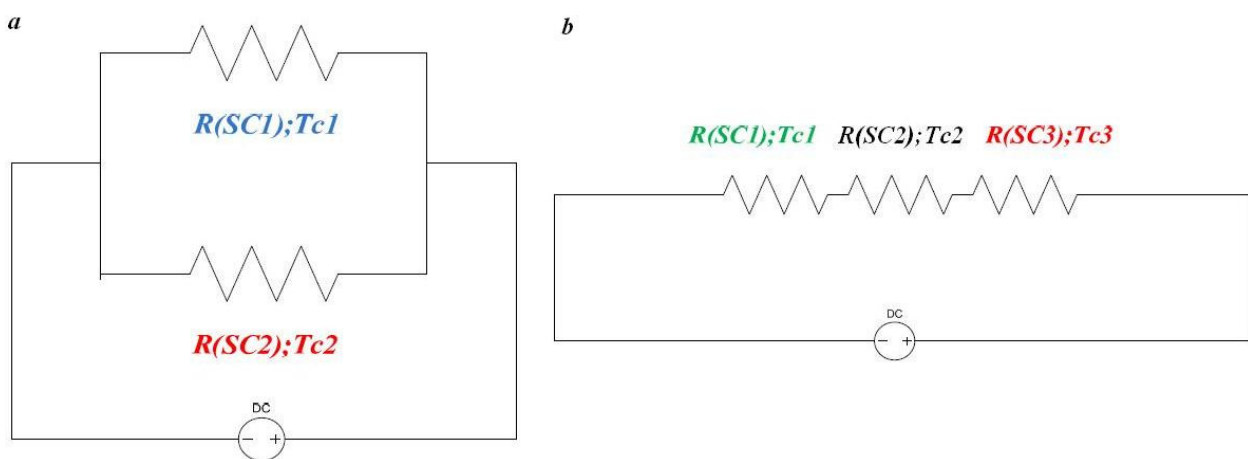 a
R(SC1);Tc1
R(SC2);Tc2
DC
- +
b
R(SC1);Tc1 R(SC2);Tc2 R(SC3);Tc3
DC
- +